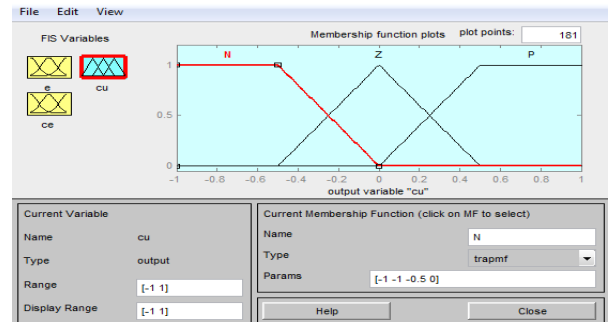 File Edit View
FIS Variables
Membership function plots
plot points:
181
e
cu
ce
N
Z
P
1
0.5
0
-1 -0.8 -0.6 -0.4 -0.2 0 0.2 0.4 0.6 0.8 1
output variable "cu"
Current Variable
Name cu
Type output
Range [-1 1]
Display Range [-1 1]
Current Membership Function (click on MF to select)
Name N
Type trapmf
Params [-1 -1 -0.5 0]
Help
Close